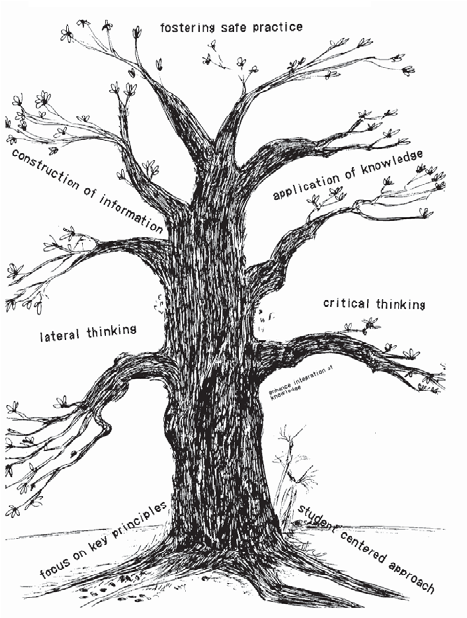 fostering safe practice
construction of information
application of knowledge
critical thinking
lateral thinking
enhance integration of
knowledge
focus on key principles
student centered approach